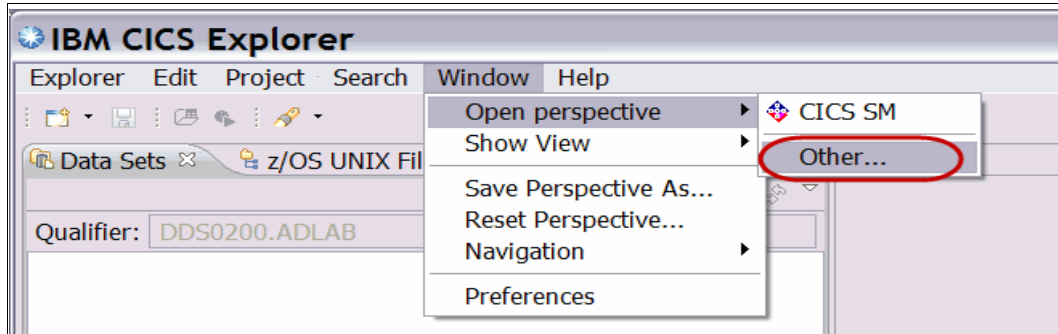 IBM CICS Explorer
Explorer Edit Project Search Window Help
Open perspective
CICS SM
Show View
Other...
Data Sets
z/OS UNIX Fil
Save Perspective As...
Reset Perspective...
Qualifier: DDS0200.ADLAB
Navigation
Preferences